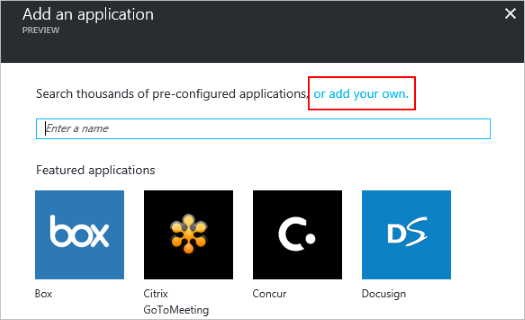 Add an application
PREVIEW
Search thousands of pre-configured applications, or add your own.
Enter a name
Featured applications
box
C.
DS
Box
Citrix
GoToMeeting
Concur
Docusign